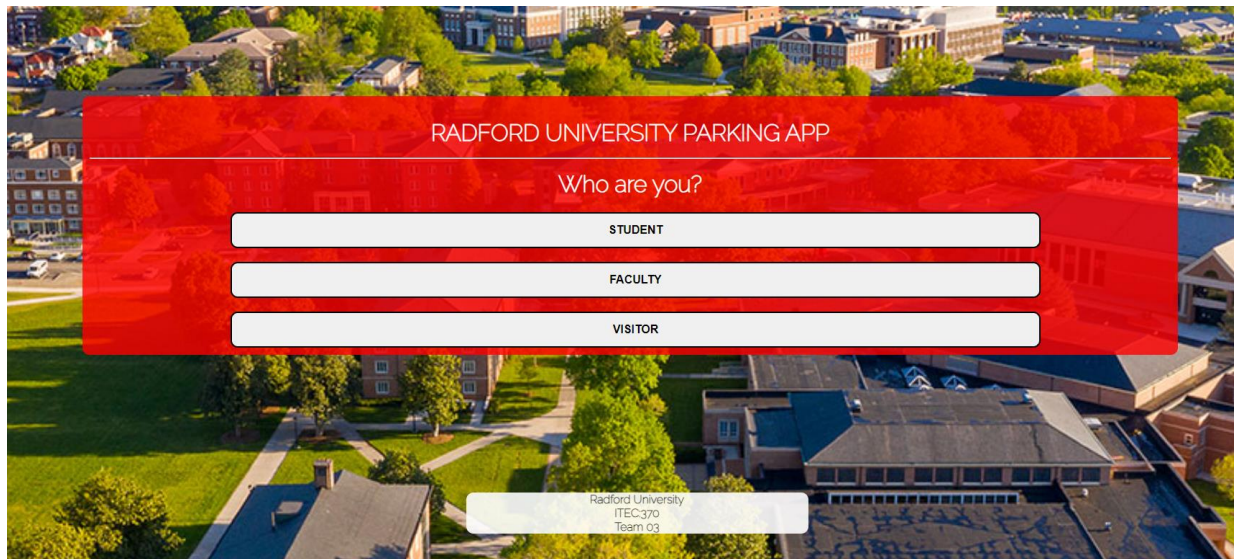 RADFORD UNIVERSITY PARKING APP
Who are you?
STUDENT
FACULTY
VISITOR
Radford University
ITEC370
Team 03